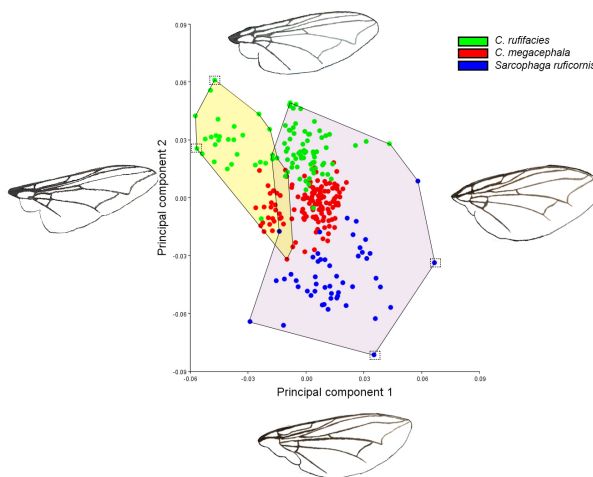 C. rufifacies
C. megacephala
Sarcophaga ruficornis
Principal component 2
0.09
0.06
0.03
0.00
-0.03
-0.06
-0.09
-0.06
-0.03
0.00
0.03
0.06
0.09
Principal component 1